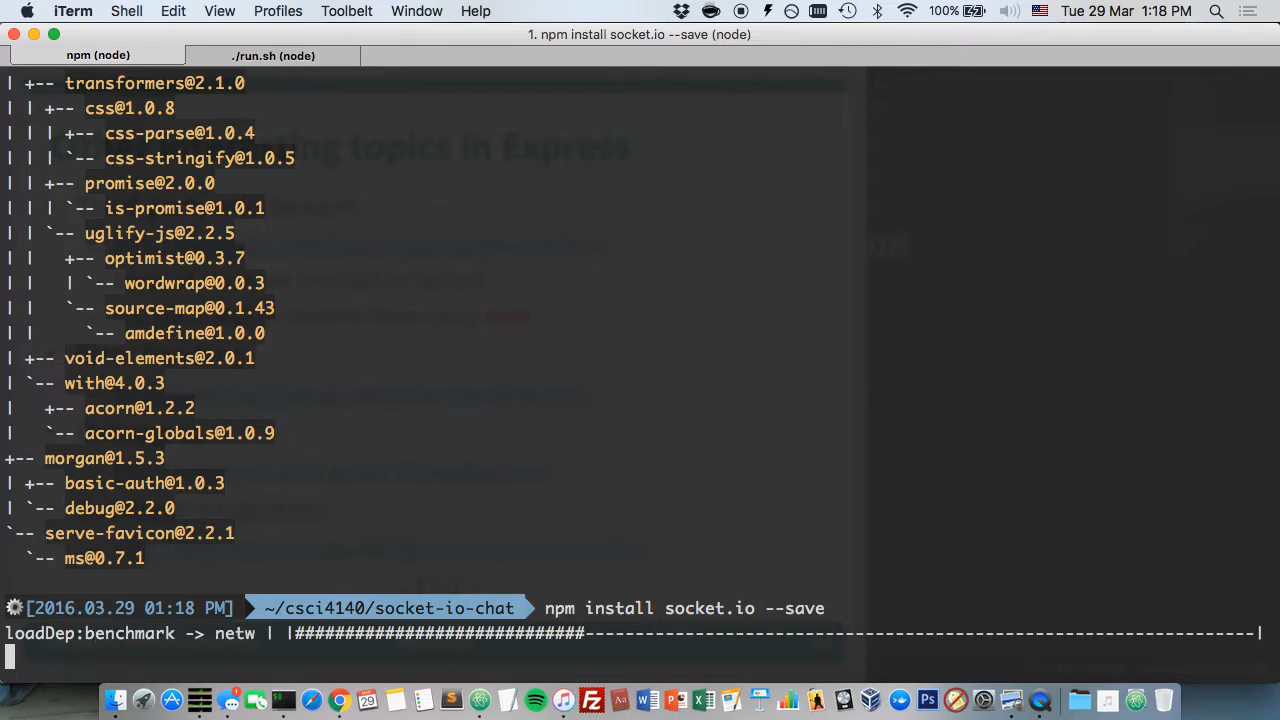 iTerm Shell Edit View Profiles Toolbelt Window Help 100% Tue 29 Mar 1:18 PM
1. npm install socket.io --save (node)
npm (node) ./run.sh (node)
| +-- transformers@2.1.0
| | +-- css@1.0.8
| | | +-- css-parse@1.0.4
| | | `-- css-stringify@1.0.5
| | +-- promise@2.0.0
| | | `-- is-promise@1.0.1
| | `-- uglify-js@2.2.5
| |   +-- optimist@0.3.7
| |   | `-- wordwrap@0.0.3
| |   `-- source-map@0.1.43
| |     `-- amdefine@1.0.0
| +-- void-elements@2.0.1
| `-- with@4.0.3
|   +-- acorn@1.2.2
|   `-- acorn-globals@1.0.9
+-- morgan@1.5.3
| +-- basic-auth@1.0.3
| `-- debug@2.2.0
`-- serve-favicon@2.2.1
  `-- ms@0.7.1
[2016.03.29 01:18 PM] ~/csci4140/socket-io-chat npm install socket.io --save
loadDep:benchmark -> netw | |#############################-------------------------------------------------------------------|